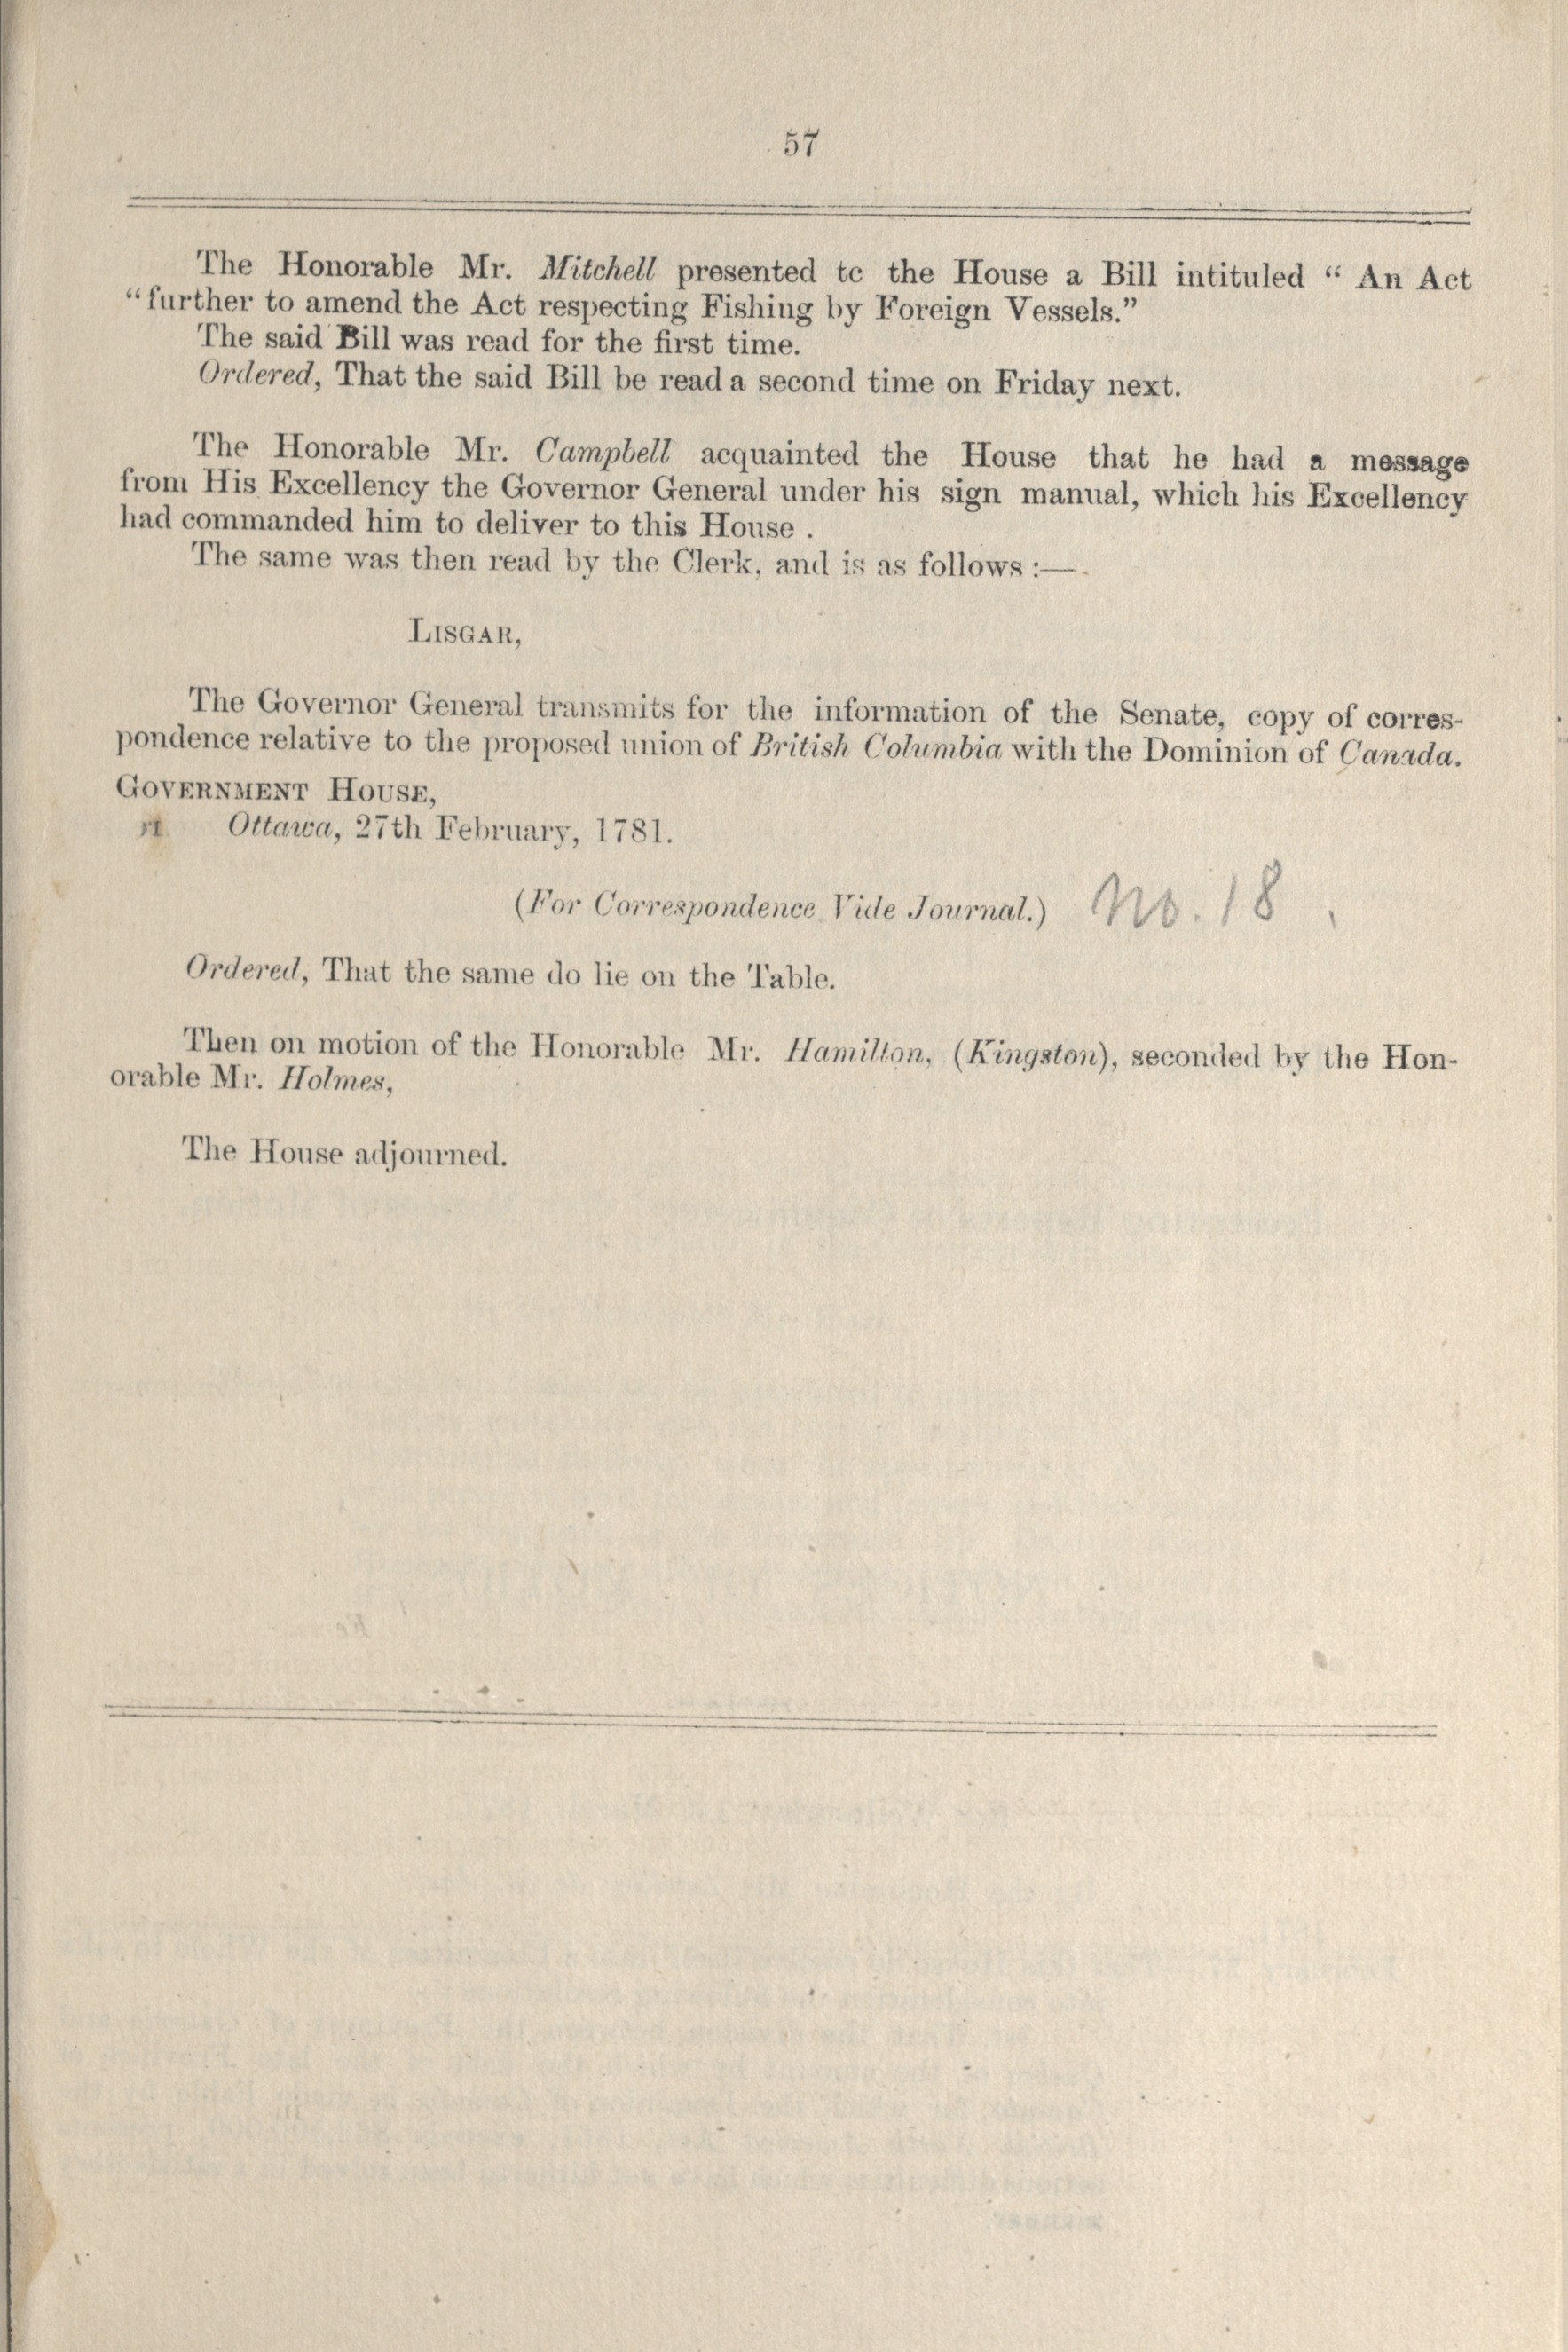 57
The Honorable Mr. Mitchell presented tc the House a Bill intituled “ An Act
“further to amend the Act respecting Fishing by Foreign Vessels.”
The said Bill was read for the first time.
Ordered, That the said Bill be read a second time on Friday next.
The Honorable Mr. Campbell acquainted the House that he had a message
from His Excellency the Governor General under his sign manual, which his Excellency
had commanded him to deliver to this House .
The same was then read by the Clerk, and is as follows :—
LISGAR,
The Governor General transmits for the information of the Senate, copy of corres-
pondence relative to the proposed union of British Columbia with the Dominion of Canada.
GOVERNMENT HOUSE,
Ottawa, 27th February, 1781.
(For Correspondence Vide Journal.) No. 18
Ordered, That the same do lie on the Table.
Then on motion of the Honorable Mr. Hamilton, (Kingston), seconded by the Hon-
orable Mr. Holmes,
The House adjourned.